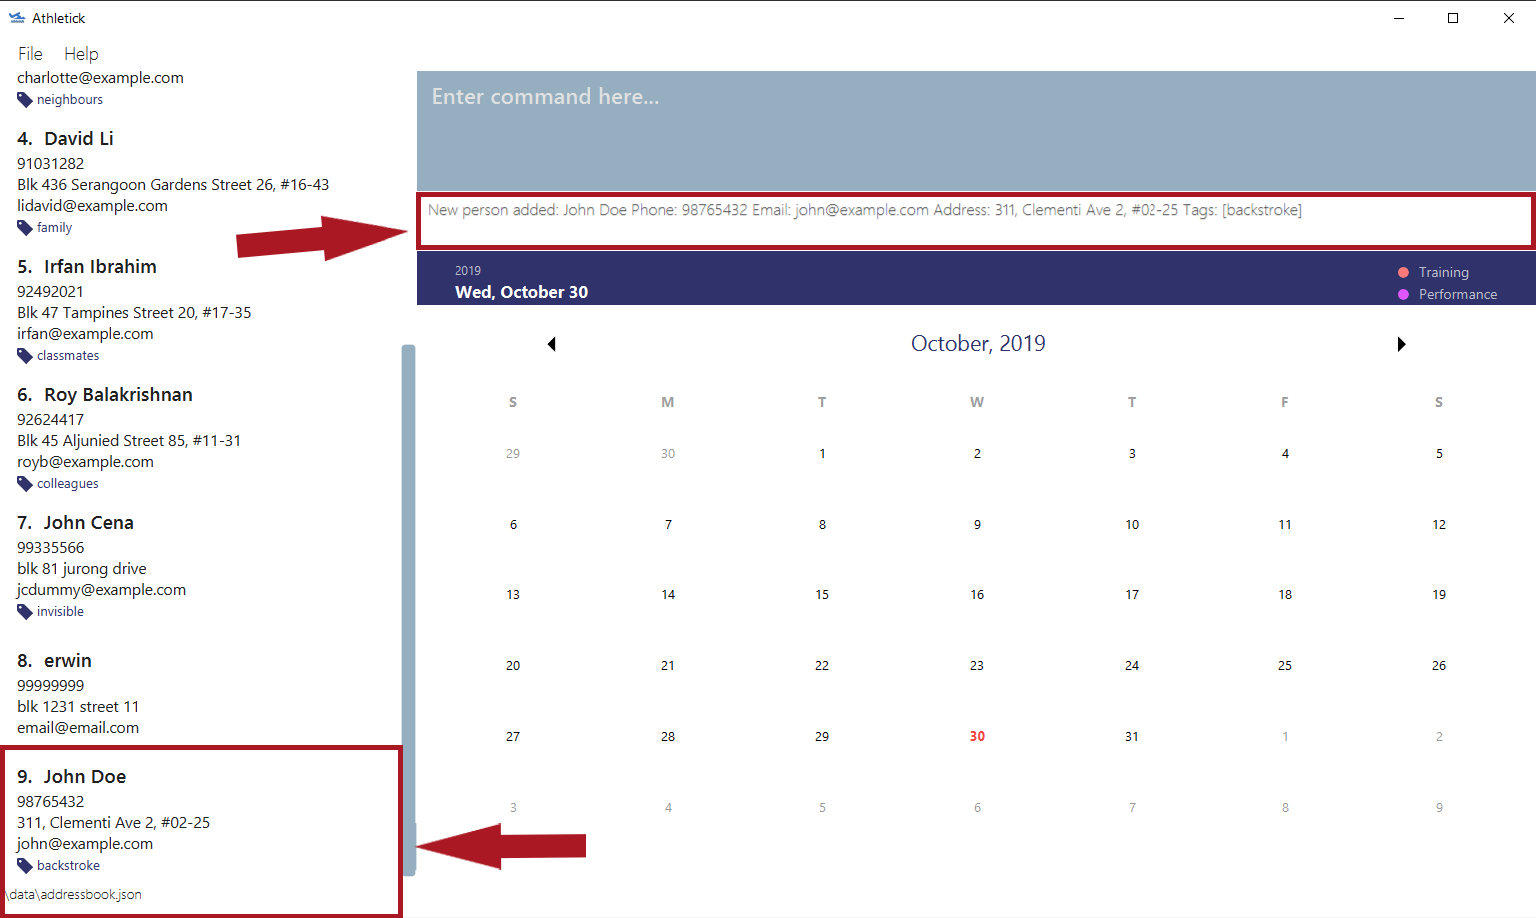 Athletick
File Help
charlotte@example.com
neighbours
4. David Li
91031282
Blk 436 Serangoon Gardens Street 26, #16-43
lidavid@example.com
family
5. Irfan Ibrahim
92492021
Blk 47 Tampines Street 20, #17-35
irfan@example.com
classmates
6. Roy Balakrishnan
92624417
Blk 45 Aljunied Street 85, #11-31
royb@example.com
colleagues
7. John Cena
99335566
blk 81 jurong drive
jcdummy@example.com
invisible
8. erwin
99999999
blk 1231 street 11
email@email.com
9. John Doe
98765432
311, Clementi Ave 2, #02-25
john@example.com
backstroke
\data\addressbook.json
Enter command here...
New person added: John Doe Phone: 98765432 Email: john@example.com Address: 311, Clementi Ave 2, #02-25 Tags: [backstroke]
2019
Wed, October 30
Training
Performance
October, 2019
S M T W T F S
29 30 1 2 3 4 5
6 7 8 9 10 11 12
13 14 15 16 17 18 19
20 21 22 23 24 25 26
27 28 29 30 31 1 2
3 4 5 6 7 8 9